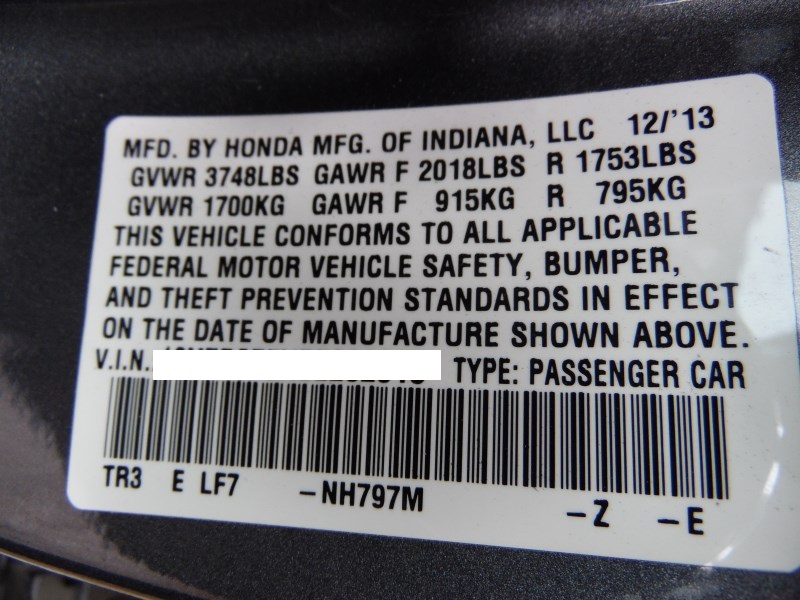 MFD. BY HONDA MFG. OF INDIANA, LLC 12/'13
GVWR 3748LBS GAWR F 2018LBS R 1753LBS
GVWR 1700KG GAWR F 915KG R 795KG
THIS VEHICLE CONFORMS TO ALL APPLICABLE
FEDERAL MOTOR VEHICLE SAFETY, BUMPER,
AND THEFT PREVENTION STANDARDS IN EFFECT
ON THE DATE OF MANUFACTURE SHOWN ABOVE.
V.I.N. TYPE: PASSENGER CAR
TR3 E LF7 -NH797M -Z -E